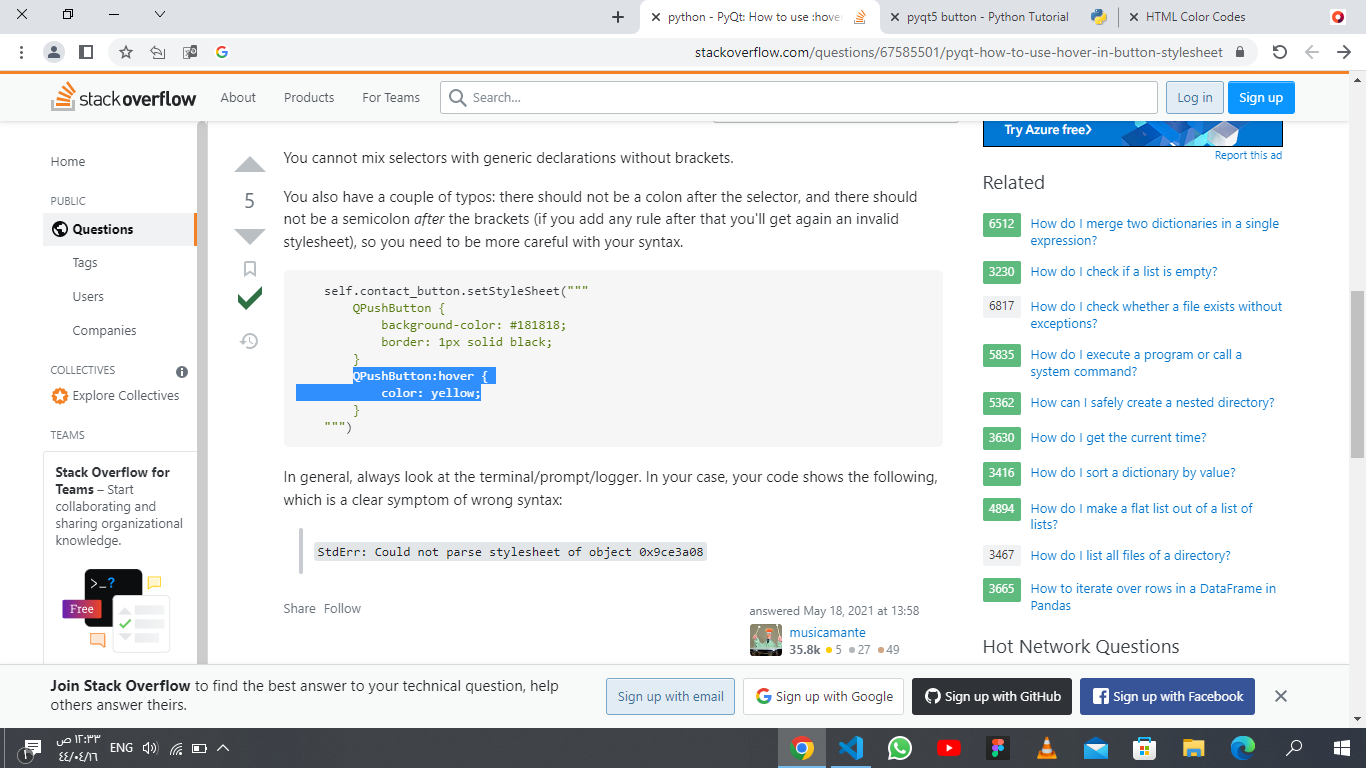 python - PyQt: How to use :hover
pyqt5 button - Python Tutorial
HTML Color Codes
stackoverflow.com/questions/67585501/pyqt-how-to-use-hover-in-button-stylesheet
stackoverflow
About
Products
For Teams
Search...
Log in
Sign up
Home
PUBLIC
Questions
Tags
Users
Companies
COLLECTIVES
Explore Collectives
TEAMS
Stack Overflow for
Teams – Start
collaborating and
sharing organizational
knowledge.
>_?
Free
5
You cannot mix selectors with generic declarations without brackets.
You also have a couple of typos: there should not be a colon after the selector, and there should
not be a semicolon after the brackets (if you add any rule after that you'll get again an invalid
stylesheet), so you need to be more careful with your syntax.
self.contact_button.setStyleSheet("""
QPushButton {
background-color: #181818;
border: 1px solid black;
}
QPushButton:hover {
color: yellow;
}
""")
In general, always look at the terminal/prompt/logger. In your case, your code shows the following,
which is a clear symptom of wrong syntax:
StdErr: Could not parse stylesheet of object 0x9ce3a08
Share Follow
answered May 18, 2021 at 13:58
musicamante
35.8k 5 27 49
Try Azure free
Report this ad
Related
6512 How do I merge two dictionaries in a single
expression?
3230 How do I check if a list is empty?
6817 How do I check whether a file exists without
exceptions?
5835 How do I execute a program or call a
system command?
5362 How can I safely create a nested directory?
3630 How do I get the current time?
3416 How do I sort a dictionary by value?
4894 How do I make a flat list out of a list of
lists?
3467 How do I list all files of a directory?
3665 How to iterate over rows in a DataFrame in
Pandas
Hot Network Questions
Join Stack Overflow to find the best answer to your technical question, help
others answer theirs.
Sign up with email
Sign up with Google
Sign up with GitHub
Sign up with Facebook
١
١٢:٣٣ ص
٤٤/٠٤/١٦
ENG